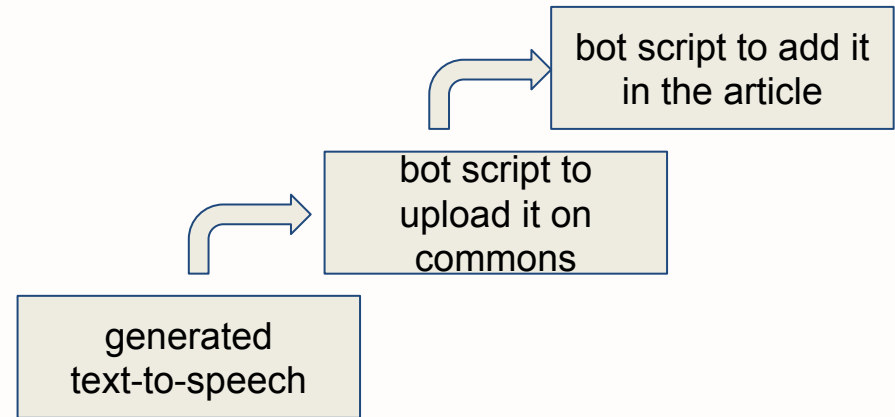 bot script to add it
in the article
bot script to
upload it on
commons
generated
text-to-speech